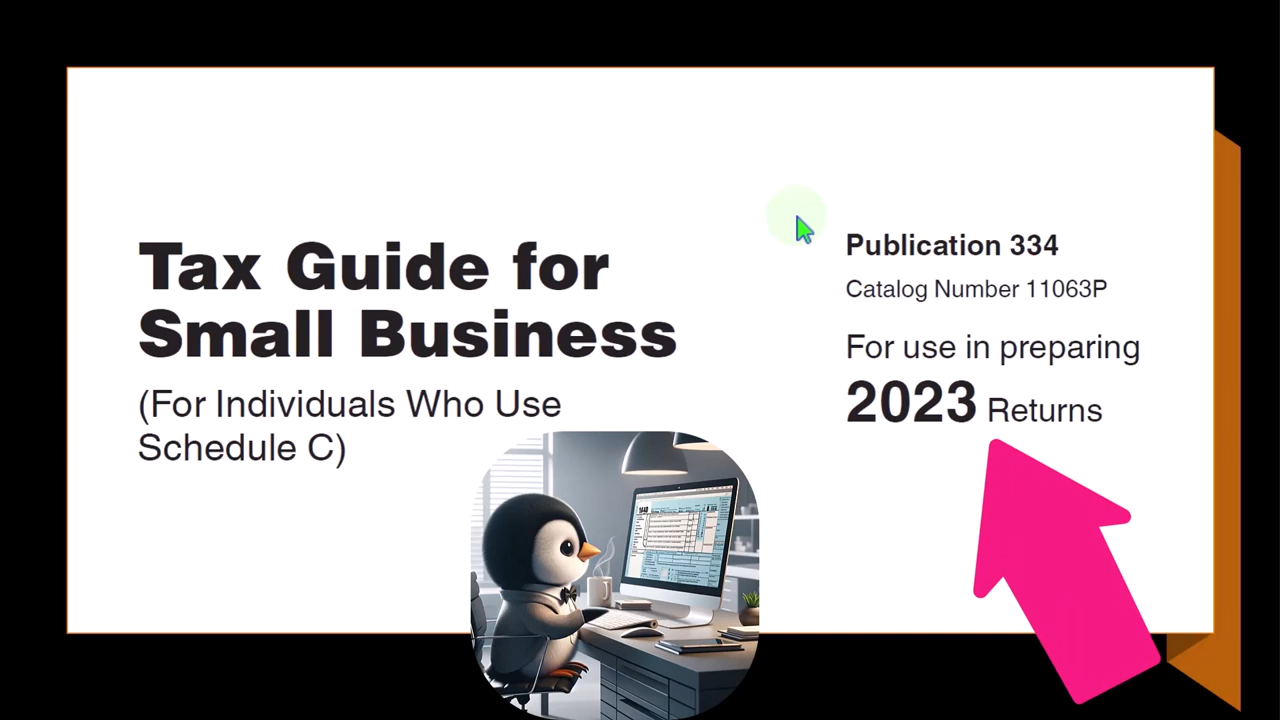 Tax Guide for
Small Business
(For Individuals Who Use
Schedule C)
Publication 334
Catalog Number 11063P
For use in preparing
2023 Returns
1040